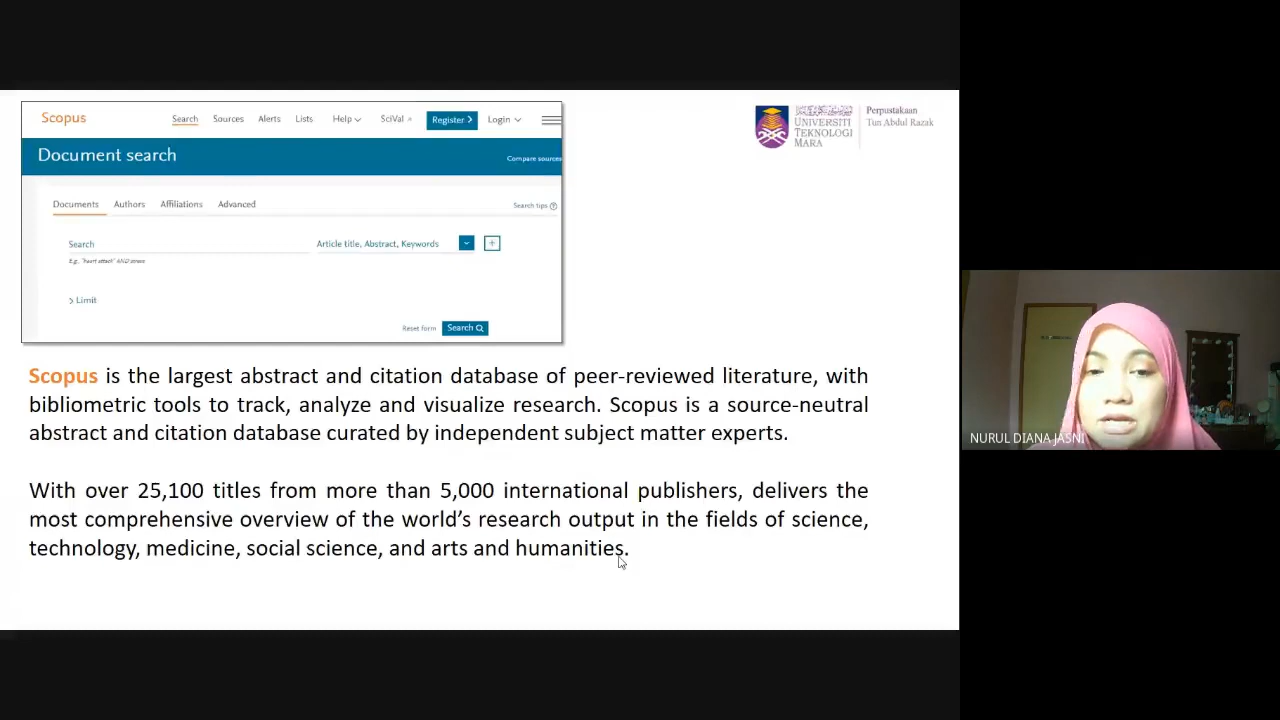 Scopus
Search Sources Alerts Lists Help SciVal Register Login
Document search
Compare sources
Documents Authors Affiliations Advanced
Search tips
Search
Article title, Abstract, Keywords
E.g., "heart attack" AND stress
Limit
Reset form Search
UNIVERSITI
TEKNOLOGI
MARA
Perpustakaan
Tun Abdul Razak
Scopus is the largest abstract and citation database of peer-reviewed literature, with
bibliometric tools to track, analyze and visualize research. Scopus is a source-neutral
abstract and citation database curated by independent subject matter experts.
With over 25,100 titles from more than 5,000 international publishers, delivers the
most comprehensive overview of the world's research output in the fields of science,
technology, medicine, social science, and arts and humanities.
NURUL DIANA JASNI